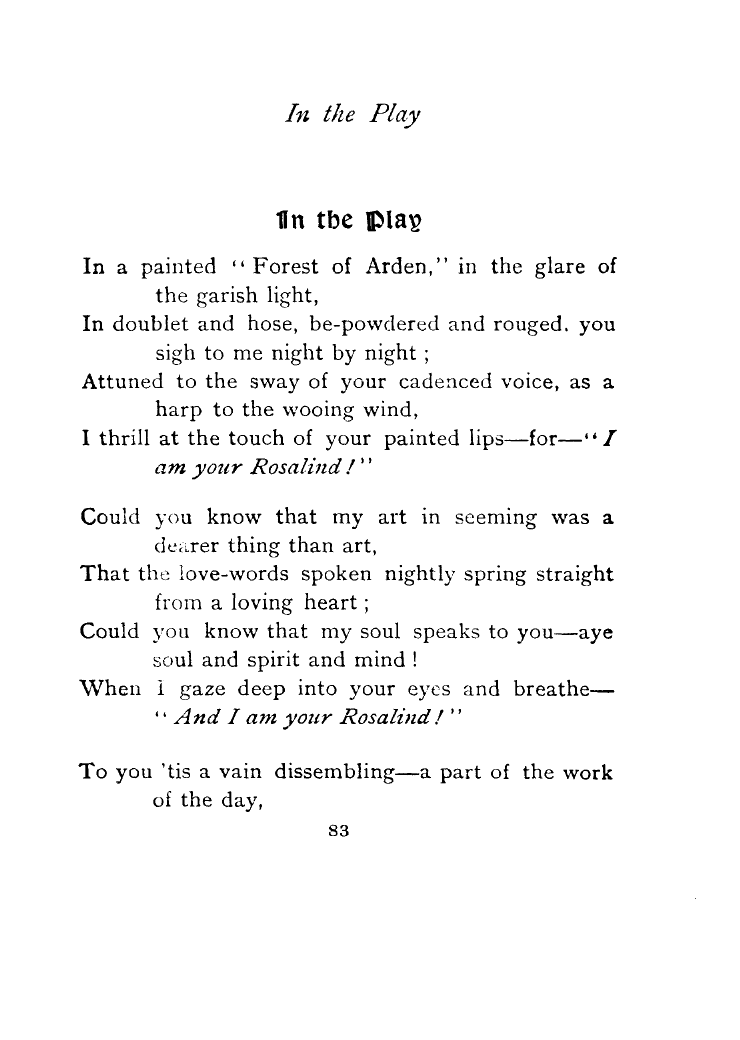 In the Play
In the Play
In a painted “ Forest of Arden,” in the glare of
the garish light,
In doublet and hose, be-powdered and rouged. you
sigh to me night by night ;
Attuned to the sway of your cadenced voice, as a
harp to the wooing wind,
I thrill at the touch of your painted lips—for—“ I
am your Rosalind ! ”
Could you know that my art in seeming was a
dearer thing than art,
That the love-words spoken nightly spring straight
from a loving heart ;
Could you know that my soul speaks to you—aye
soul and spirit and mind !
When I gaze deep into your eyes and breathe—
“ And I am your Rosalind ! ”
To you ’tis a vain dissembling—a part of the work
of the day,
83